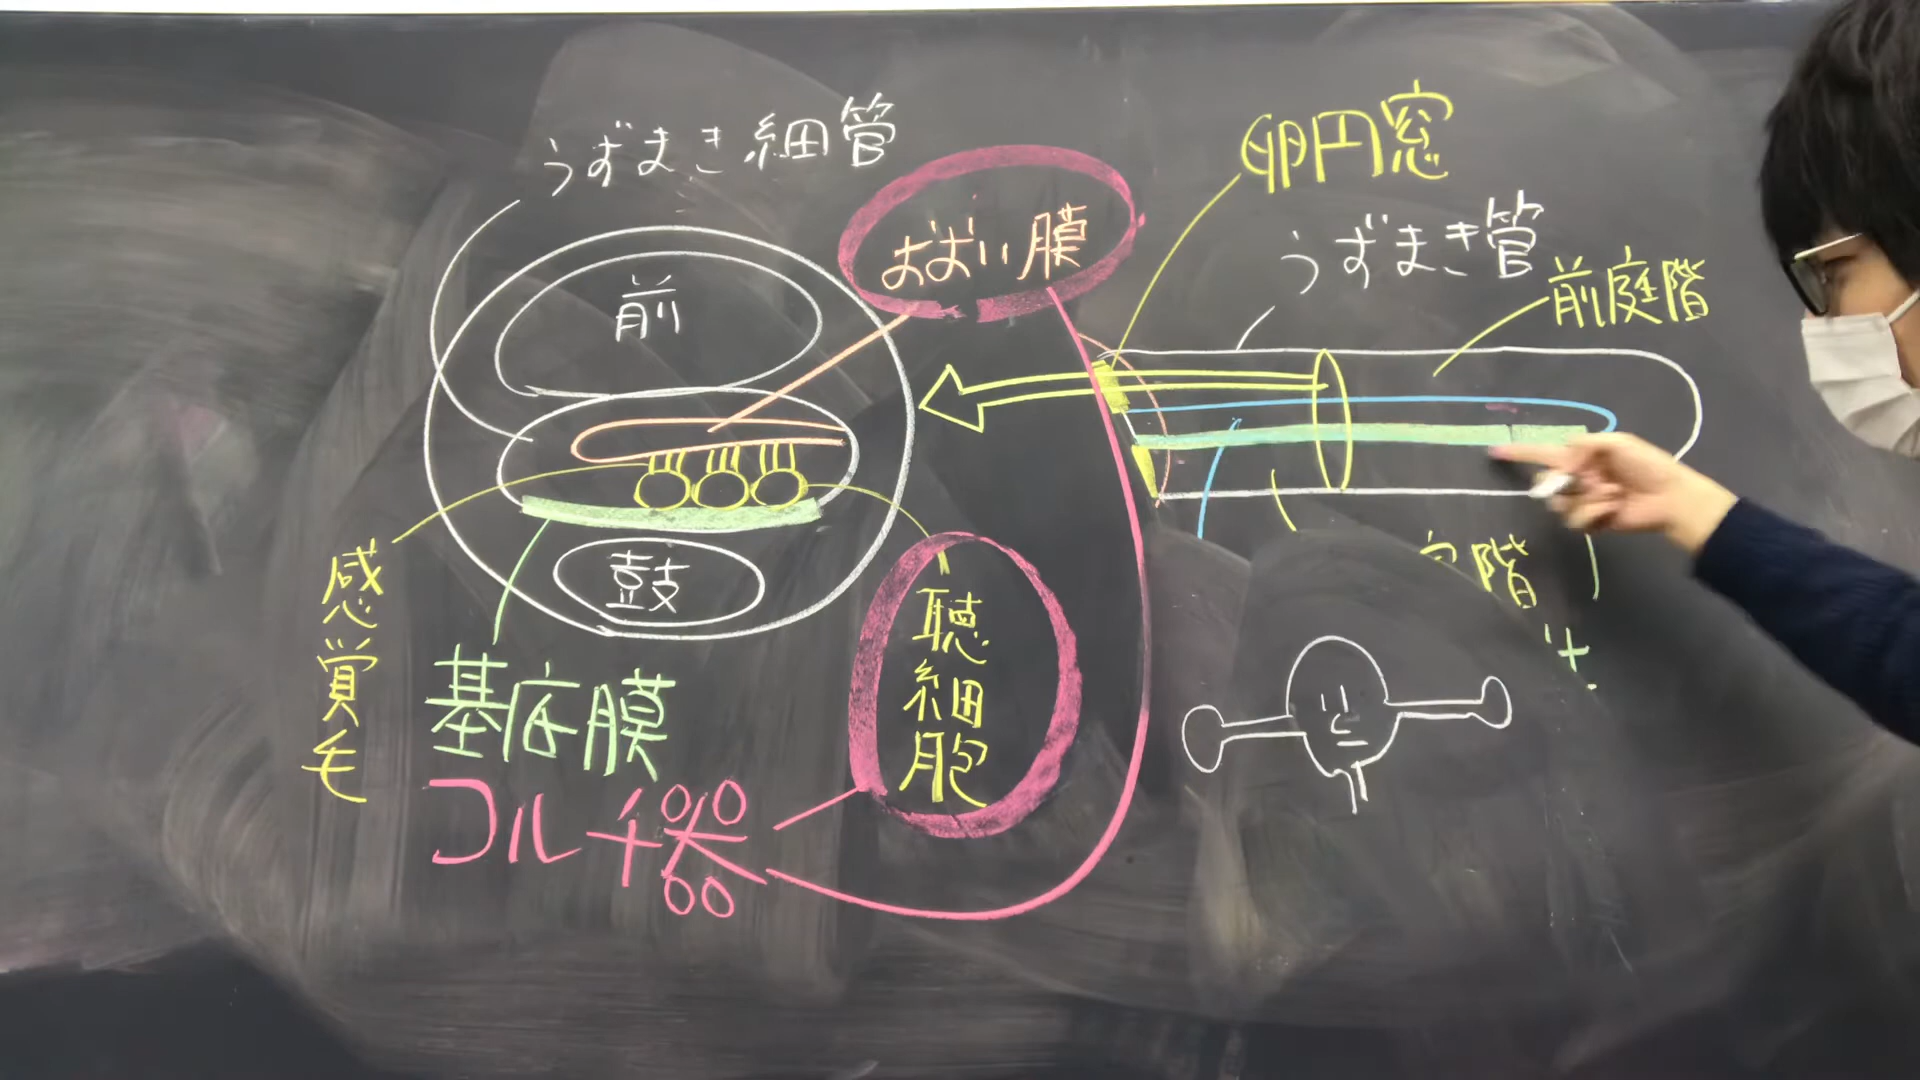 うずまき細管
おおい膜
卵円窓
うずまき管
前庭階
前
鼓
感覚毛
基底膜
聴細胞
コルチ器
階